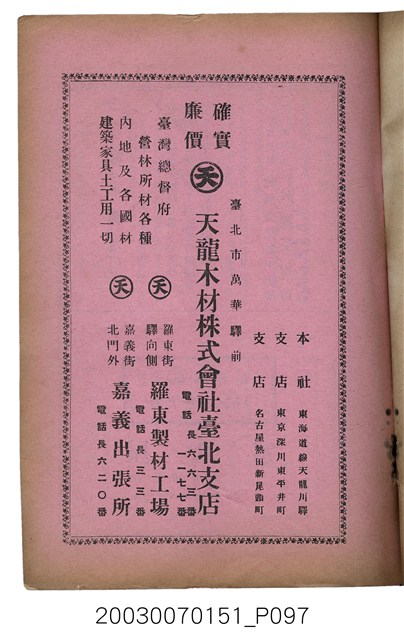 本社 東海道線天龍川驛
支店 東京深川東平井町
支店 名古屋熱田新尾頭町
臺北市萬華驛前
確實
廉價
天
天龍木材株式會社臺北支店
電話 長六六三番
一一七七番
臺灣總督府
營林所材各種
內地及各國材
建築家具土工用一切
天
羅東街
驛向側
羅東製材工場
電話長三三番
天
嘉義街
北門外
嘉義出張所
電話長六二〇番
20030070151_P097